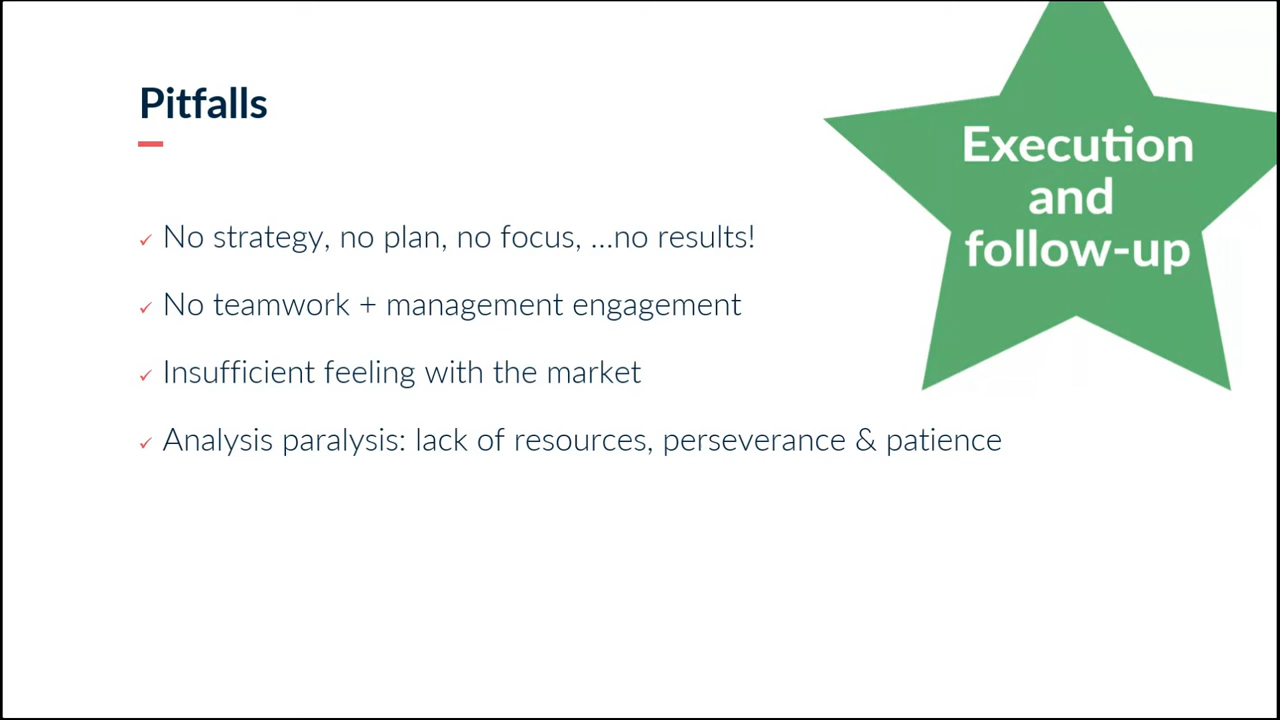 Pitfalls
Execution
and
follow-up
No strategy, no plan, no focus, ...no results!
No teamwork + management engagement
Insufficient feeling with the market
Analysis paralysis: lack of resources, perseverance & patience